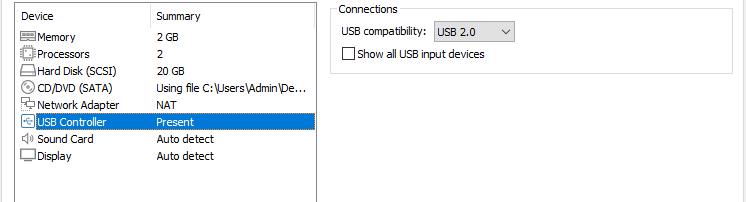 Device Summary
Memory 2 GB
Processors 2
Hard Disk (SCSI) 20 GB
CD/DVD (SATA) Using file C:\Users\Admin\De...
Network Adapter NAT
USB Controller Present
Sound Card Auto detect
Display Auto detect
Connections
USB compatibility: USB 2.0
Show all USB input devices